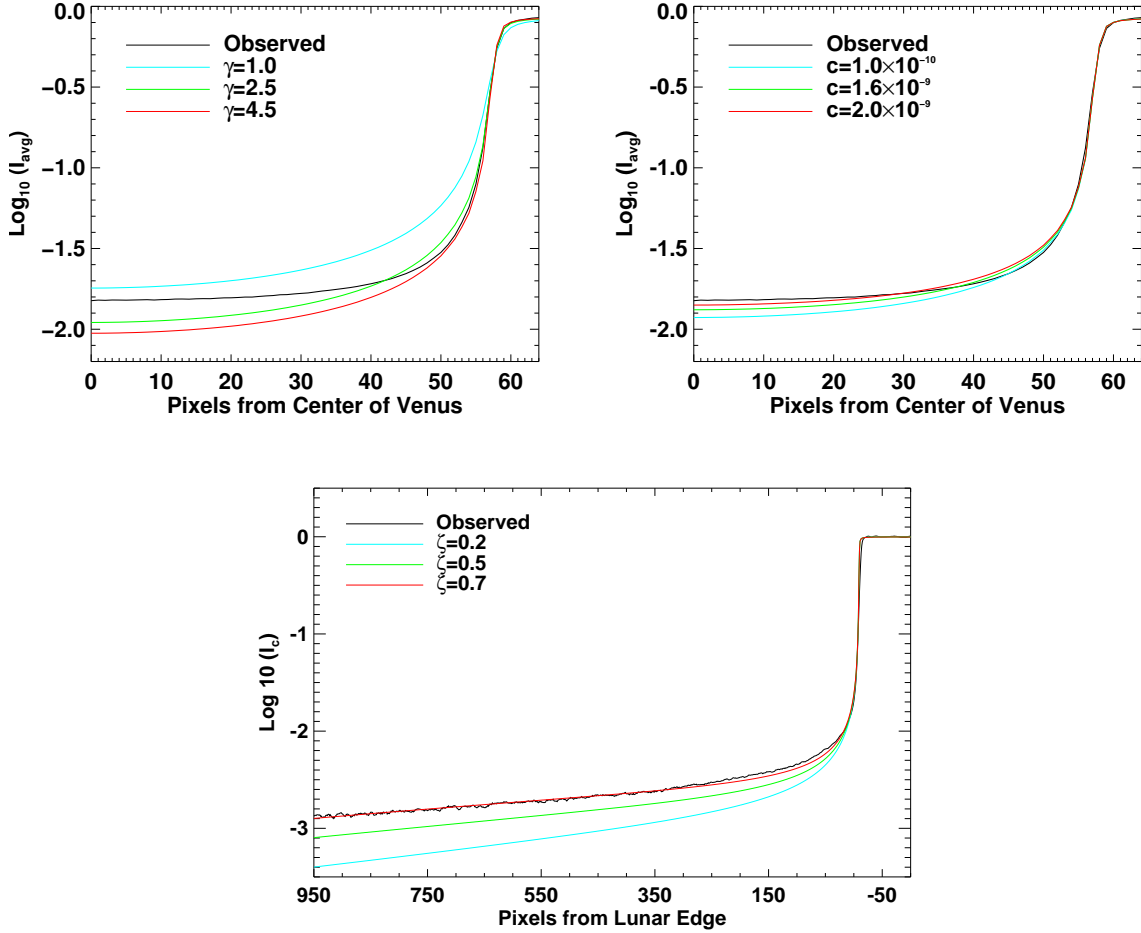 0.0
−0.5
−1.0
−1.5
−2.0
Log₁₀ (Iavg)
Observed
γ=1.0
γ=2.5
γ=4.5
0 10 20 30 40 50 60
Pixels from Center of Venus
0.0
-0.5
-1.0
-1.5
-2.0
Log₁₀ (Iavg)
Observed
c=1.0×10⁻¹⁰
c=1.6×10⁻⁹
c=2.0×10⁻⁹
0 10 20 30 40 50 60
Pixels from Center of Venus
0
-1
-2
-3
Log 10 (Ic)
Observed
ζ=0.2
ζ=0.5
ζ=0.7
950 750 550 350 150 -50
Pixels from Lunar Edge